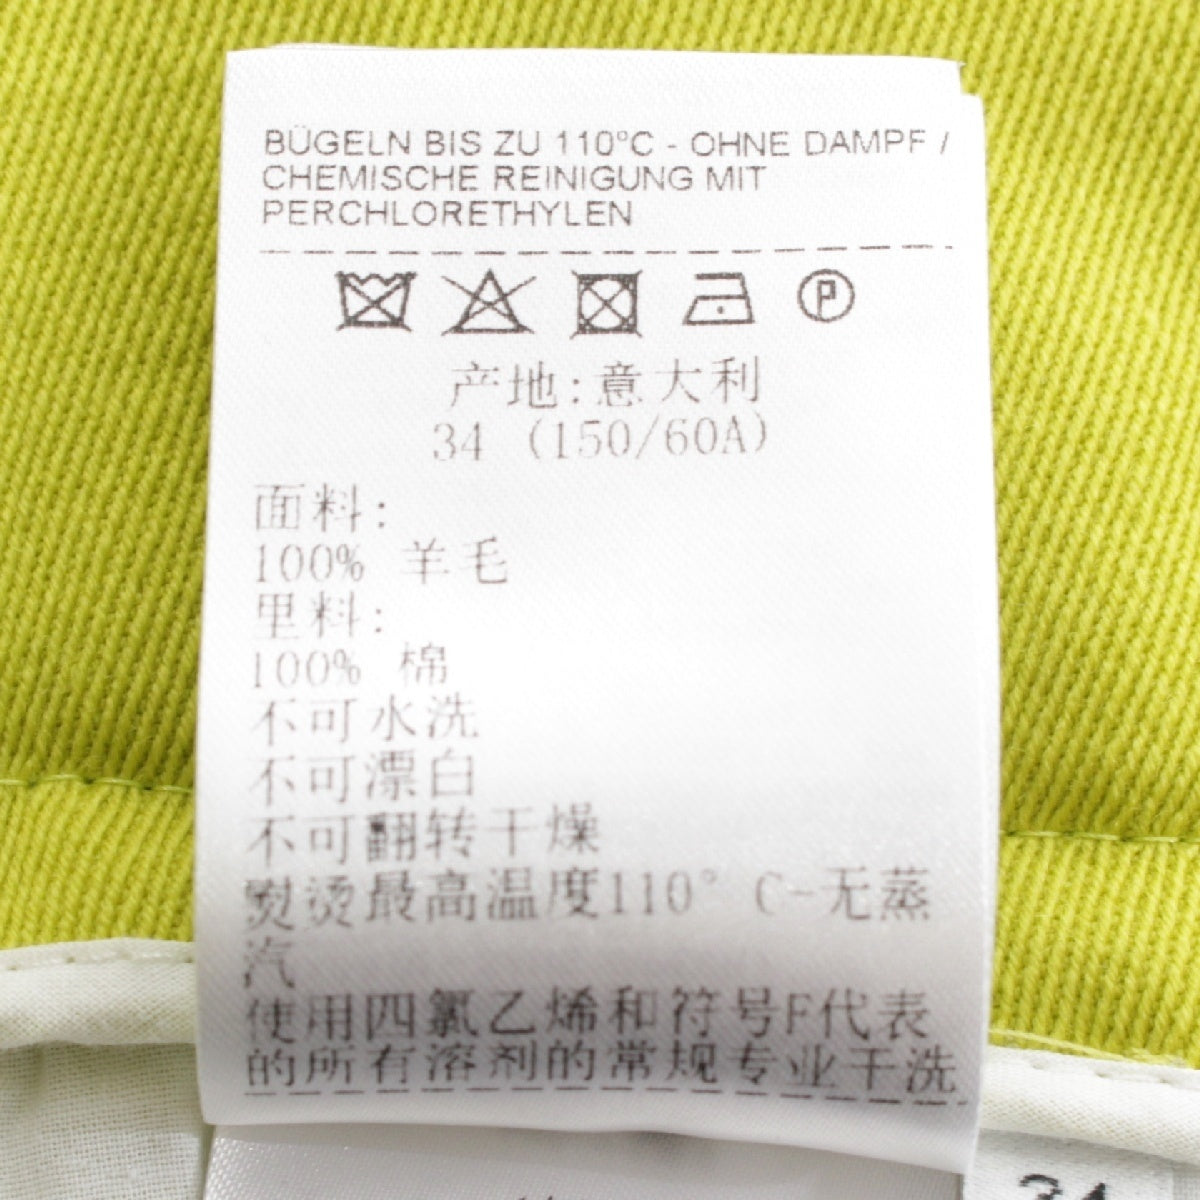 BÜGELN BIS ZU 110°C - OHNE DAMPF /
CHEMISCHE REINIGUNG MIT
PERCHLORETHYLEN
P
产地:意大利
34 (150/60A)
面料:
100% 羊毛
里料:
100% 棉
不可水洗
不可漂白
不可翻转干燥
熨烫最高温度110° C-无蒸
汽
使用四氯乙烯和符号F代表
的所有溶剂的常规专业干洗
34